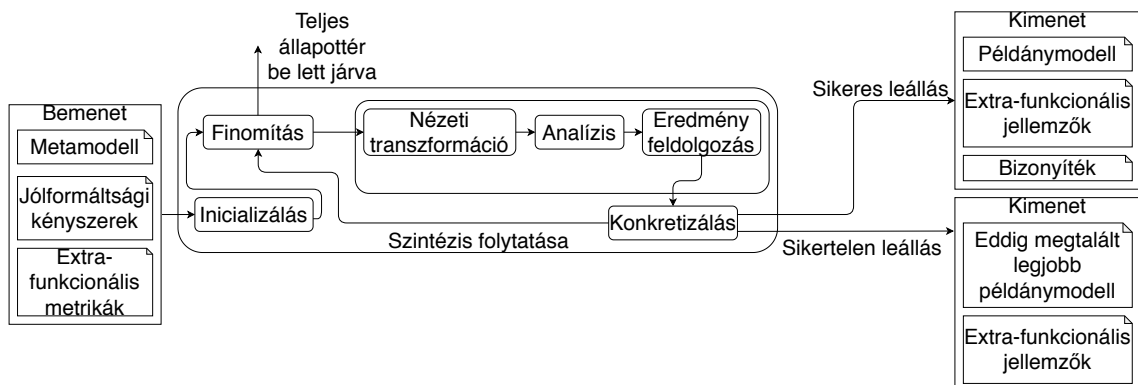 Teljes
állapottér
be lett járva
Bemenet
Metamodell
Jólformáltsági
kényszerek
Extra-
funkcionális
metrikák
Finomítás
Inicializálás
Nézeti
transzformáció
Analízis
Eredmény
feldolgozás
Konkretizálás
Szintézis folytatása
Sikeres leállás
Sikertelen leállás
Kimenet
Példánymodell
Extra-funkcionális
jellemzők
Bizonyíték
Kimenet
Eddig megtalált
legjobb
példánymodell
Extra-funkcionális
jellemzők